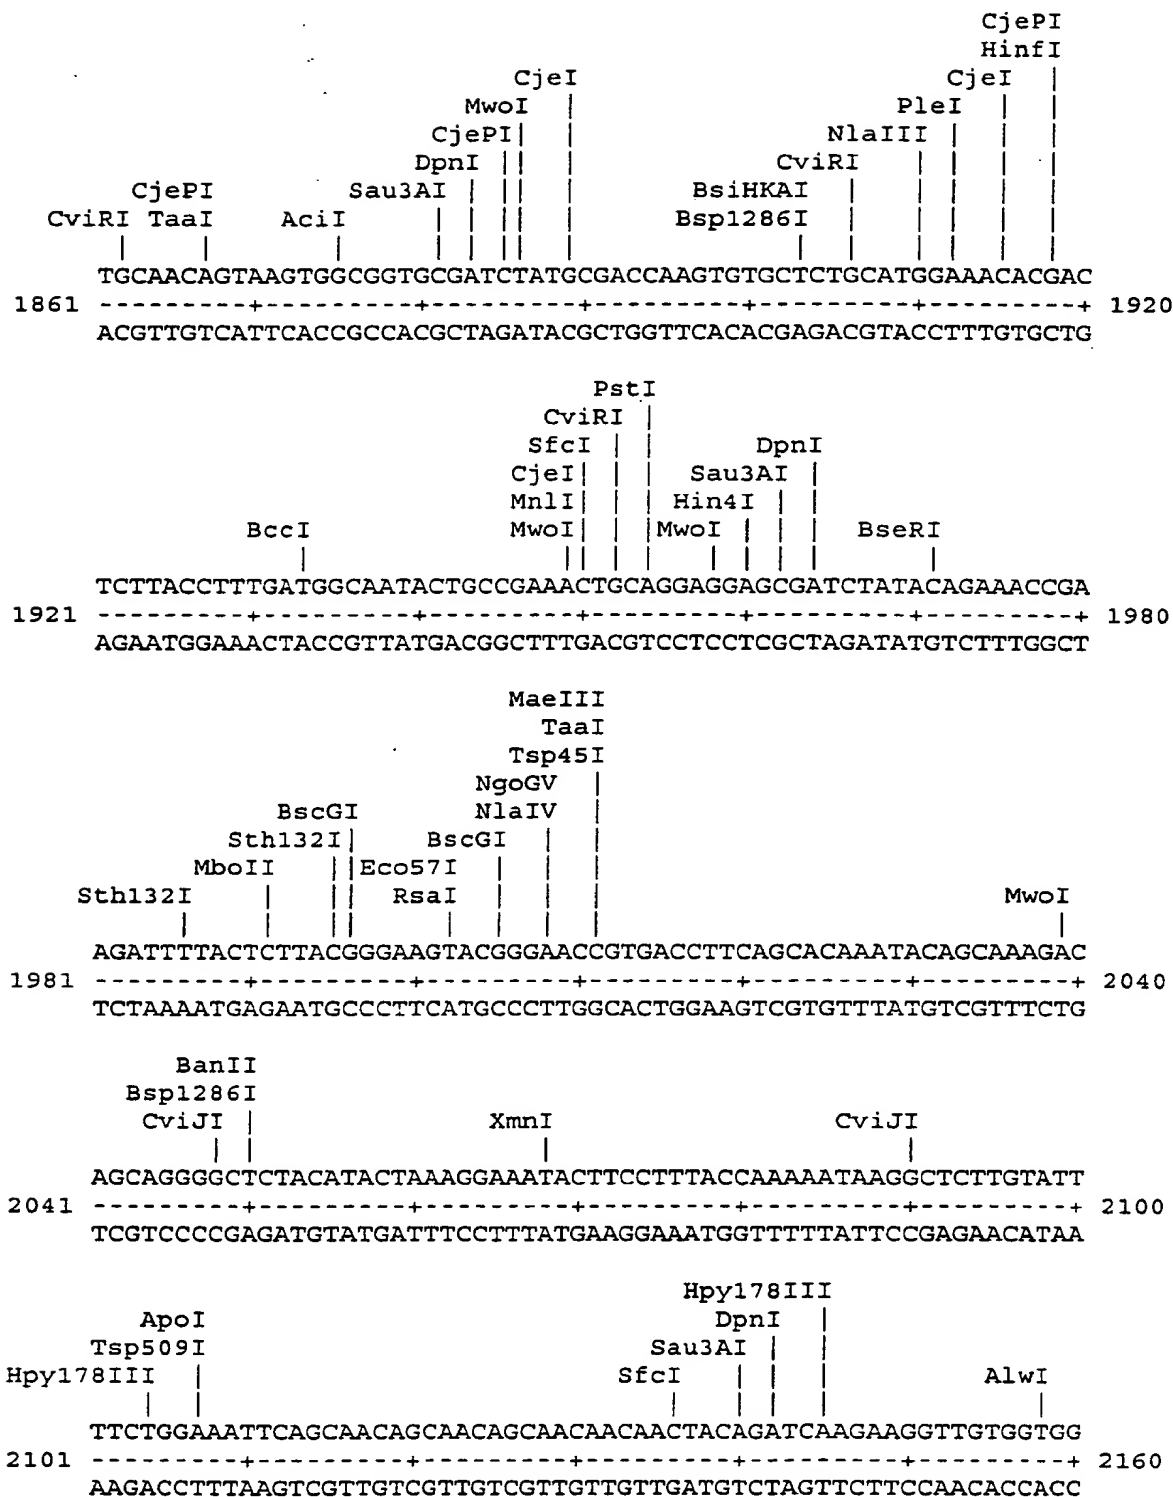 CjePI
HinfI
CjeI CjeI
MwoI PleI
CjePI NlaIII
DpnI CviRI
CjePI Sau3AI BsiHKAI
CviRI TaaI AciI Bsp1286I
TGCAACAGTAAGTGGCGGTGCGATCTATGCGACCAAGTGTGCTCTGCATGGAAACACGAC
1861 ---------+---------+---------+---------+---------+---------+ 1920
ACGTTGTCATTCACCGCCACGCTAGATACGCTGGTTCACACGAGACGTACCTTTGTGCTG
PstI
CviRI
SfcI DpnI
CjeI Sau3AI
MnlI Hin4I
BccI MwoI MwoI BseRI
TCTTACCTTTGATGGCAATACTGCCGAAACTGCAGGAGGAGCGATCTATACAGAAACCGA
1921 ---------+---------+---------+---------+---------+---------+ 1980
AGAATGGAAACTACCGTTATGACGGCTTTGACGTCCTCCTCGCTAGATATGTCTTTGGCT
MaeIII
TaaI
Tsp45I
NgoGV
BscGI NlaIV
Sth132I BscGI
MboII Eco57I
Sth132I RsaI MwoI
AGATTTTACTCTTACGGGAAGTACGGGAACCGTGACCTTCAGCACAAATACAGCAAAGAC
1981 ---------+---------+---------+---------+---------+---------+ 2040
TCTAAAATGAGAATGCCCTTCATGCCCTTGGCACTGGAAGTCGTGTTTATGTCGTTTCTG
BanII
Bsp1286I
CviJI XmnI CviJI
AGCAGGGGCTCTACATACTAAAGGAAATACTTCCTTTACCAAAAATAAGGCTCTTGTATT
2041 ---------+---------+---------+---------+---------+---------+ 2100
TCGTCCCCGAGATGTATGATTTCCTTTATGAAGGAAATGGTTTTTATTCCGAGAACATAA
Hpy178III
ApoI DpnI
Tsp509I Sau3AI
Hpy178III SfcI AlwI
TTCTGGAAATTCAGCAACAGCAACAGCAACAACAACTACAGATCAAGAAGGTTGTGGTGG
2101 ---------+---------+---------+---------+---------+---------+ 2160
AAGACCTTTAAGTCGTTGTCGTTGTCGTTGTTGTTGATGTCTAGTTCTTCCAACACCACC